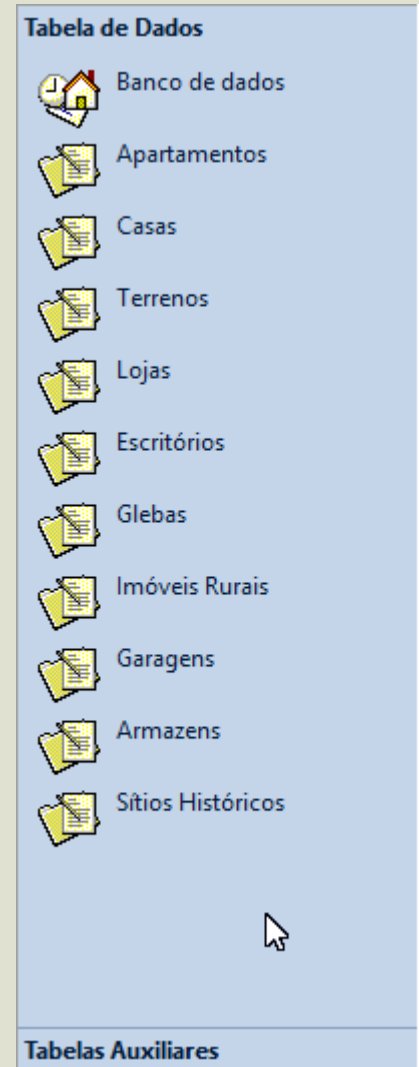 Tabela de Dados
Banco de dados
Apartamentos
Casas
Terrenos
Lojas
Escritórios
Glebas
Imóveis Rurais
Garagens
Armazens
Sítios Históricos
Tabelas Auxiliares